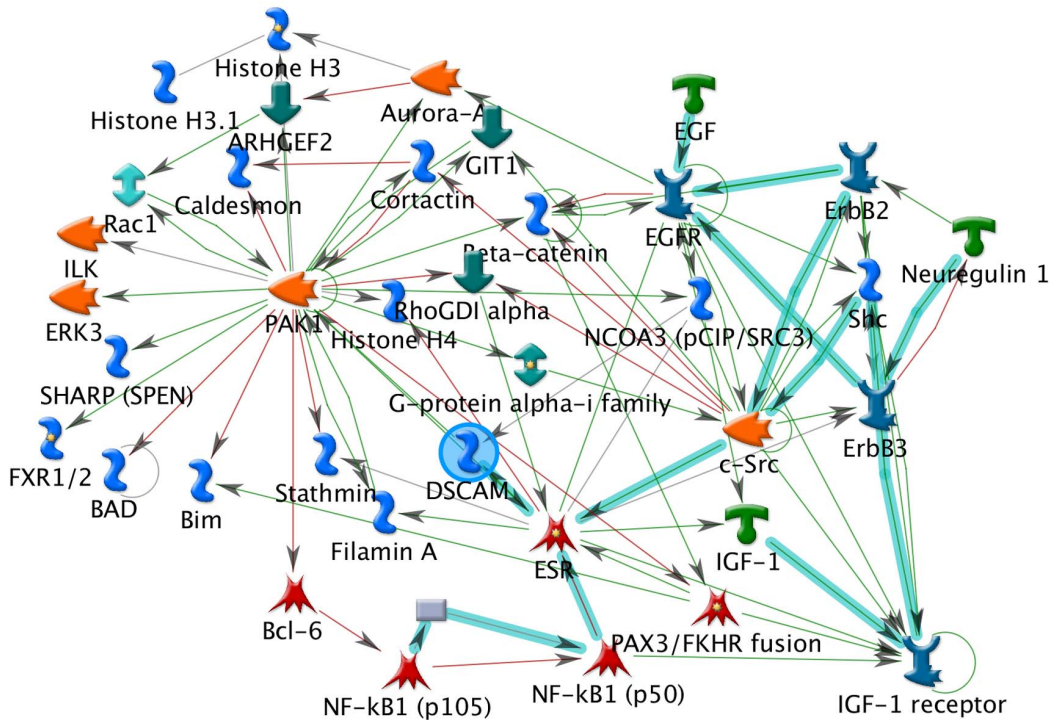 Histone H3
Histone H3.1
Aurora-A
EGF
ARHGEF2
GIT1
Rac1
Caldesmon
Cortactin
Beta-catenin
EGFR
ErbB2
Neuregulin 1
ILK
ERK3
PAK1
Histone H4
RhoGDI alpha
NCOA3 (pCIP/SRC3)
Shc
SHARP (SPEN)
G-protein alpha-i family
FXR1/2
BAD
Bim
Stathmin
DSCAM
c-Src
ErbB3
Filamin A
ESR
IGF-1
Bcl-6
PAX3/FKHR fusion
NF-kB1 (p105)
NF-kB1 (p50)
IGF-1 receptor